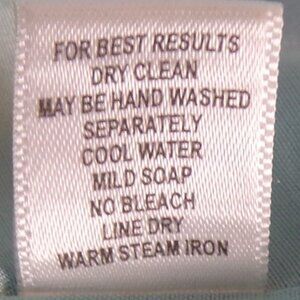 FOR BEST RESULTS
DRY CLEAN
MAY BE HAND WASHED
SEPARATELY
COOL WATER
MILD SOAP
NO BLEACH
LINE DRY
WARM STEAM IRON